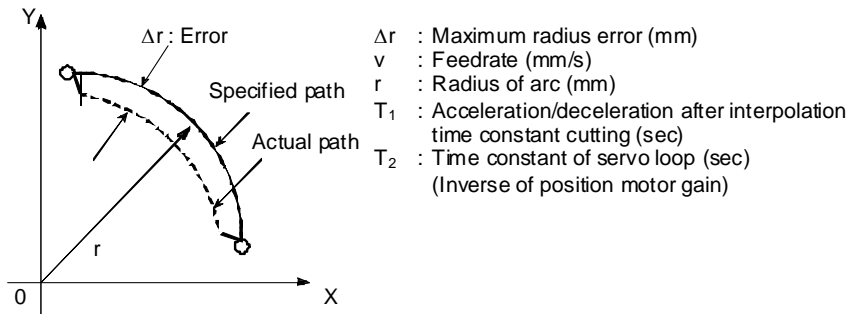 Y
Δr : Error
Specified path
Actual path
r
0
X
Δr : Maximum radius error (mm)
v : Feedrate (mm/s)
r : Radius of arc (mm)
T₁ : Acceleration/deceleration after interpolation
time constant cutting (sec)
T₂ : Time constant of servo loop (sec)
(Inverse of position motor gain)